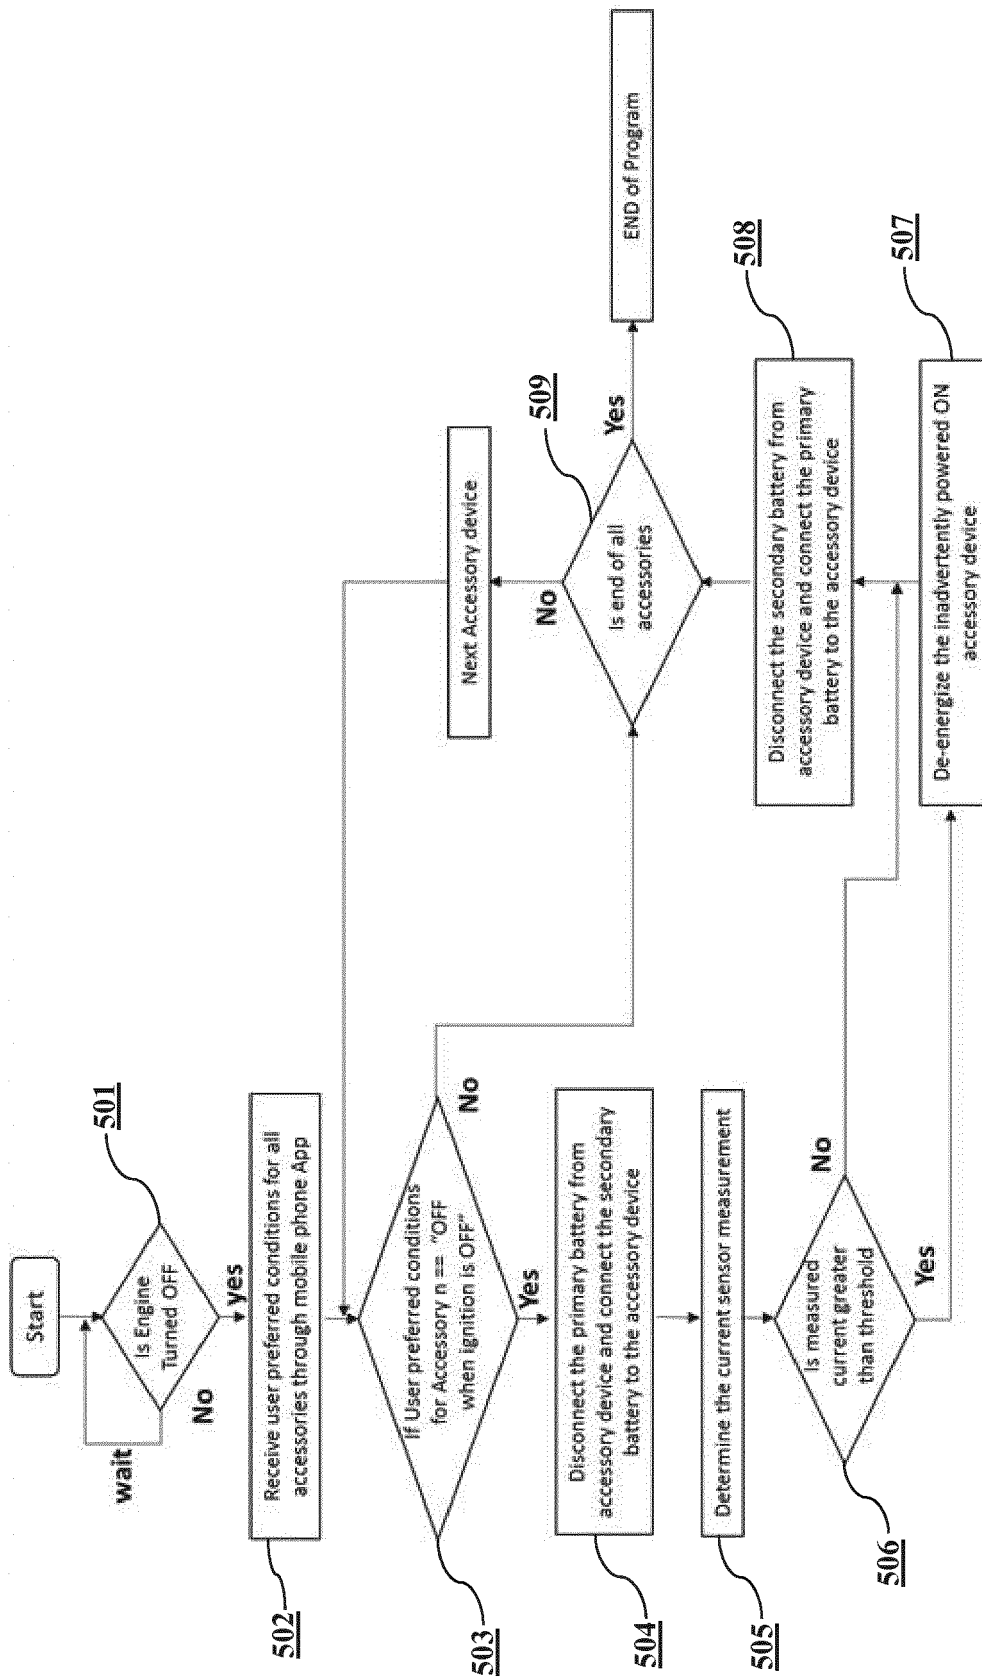 Start
501
Is Engine
Turned OFF
wait
No
yes
502
Receive user preferred conditions for all
accessories through mobile phone App
503
If User preferred conditions
for Accessory n == "OFF
when ignition is OFF"
No
Yes
504
Disconnect the primary battery from
accessory device and connect the secondary
battery to the accessory device
505
Determine the current sensor measurement
506
Is measured
current greater
than threshold
No
Yes
Next Accessory device
509
No
Is end of all
accessories
Yes
END of Program
508
Disconnect the secondary battery from
accessory device and connect the primary
battery to the accessory device
507
De-energize the inadvertently powered ON
accessory device